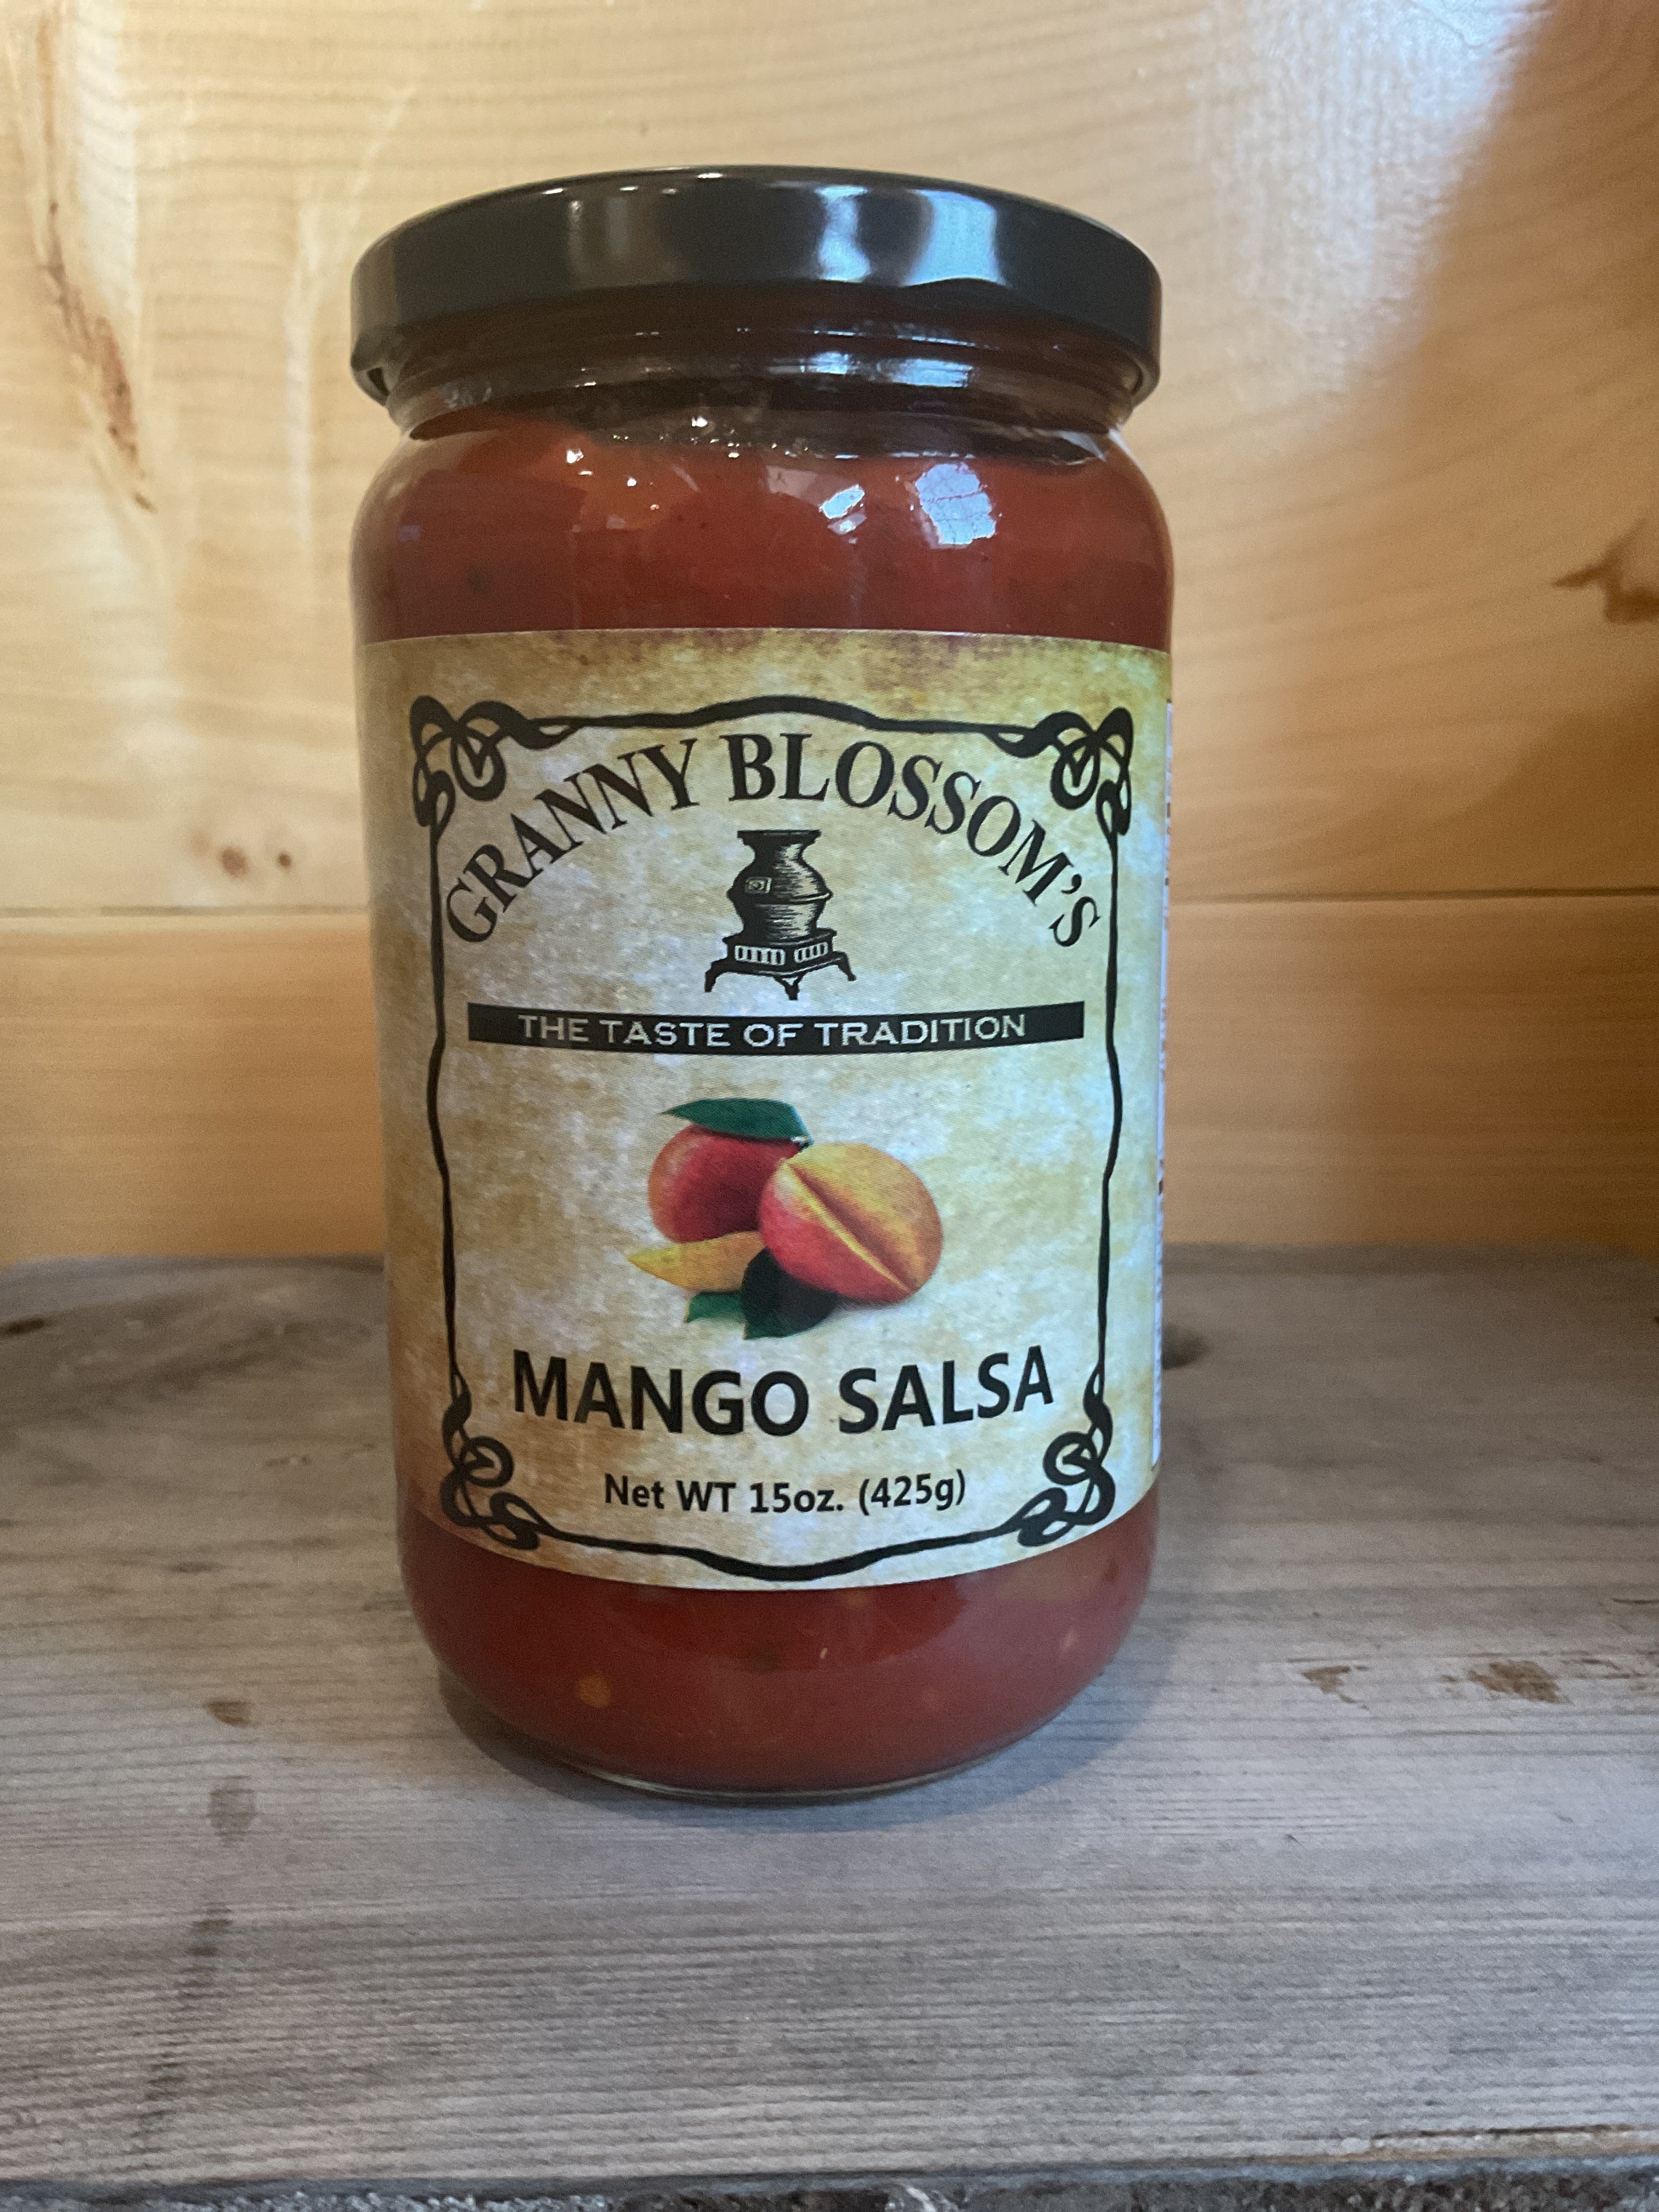 GRANNY BLOSSOM'S
THE TASTE OF TRADITION
MANGO SALSA
Net WT 15oz. (425g)